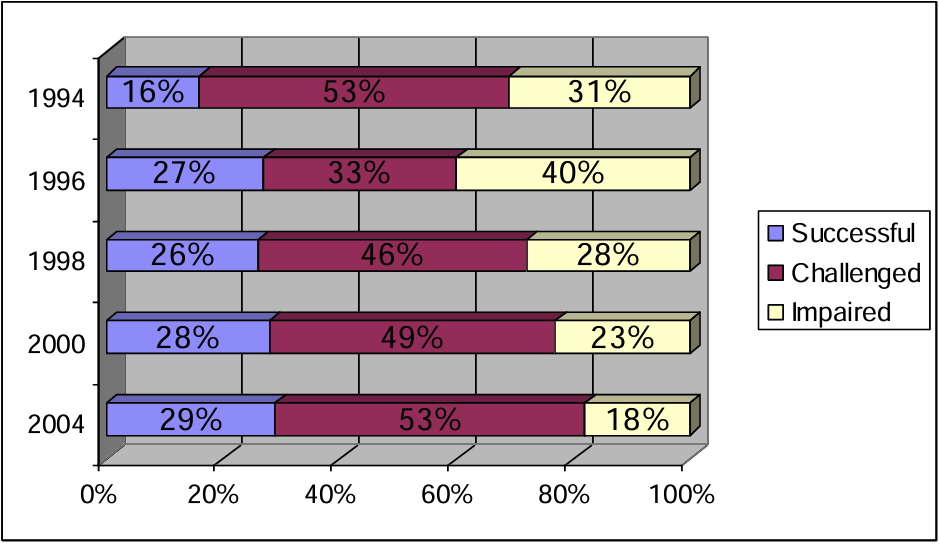 1994 16% 53% 31%
1996 27% 33% 40%
1998 26% 46% 28%
2000 28% 49% 23%
2004 29% 53% 18%
0% 20% 40% 60% 80% 100%
Successful
Challenged
Impaired